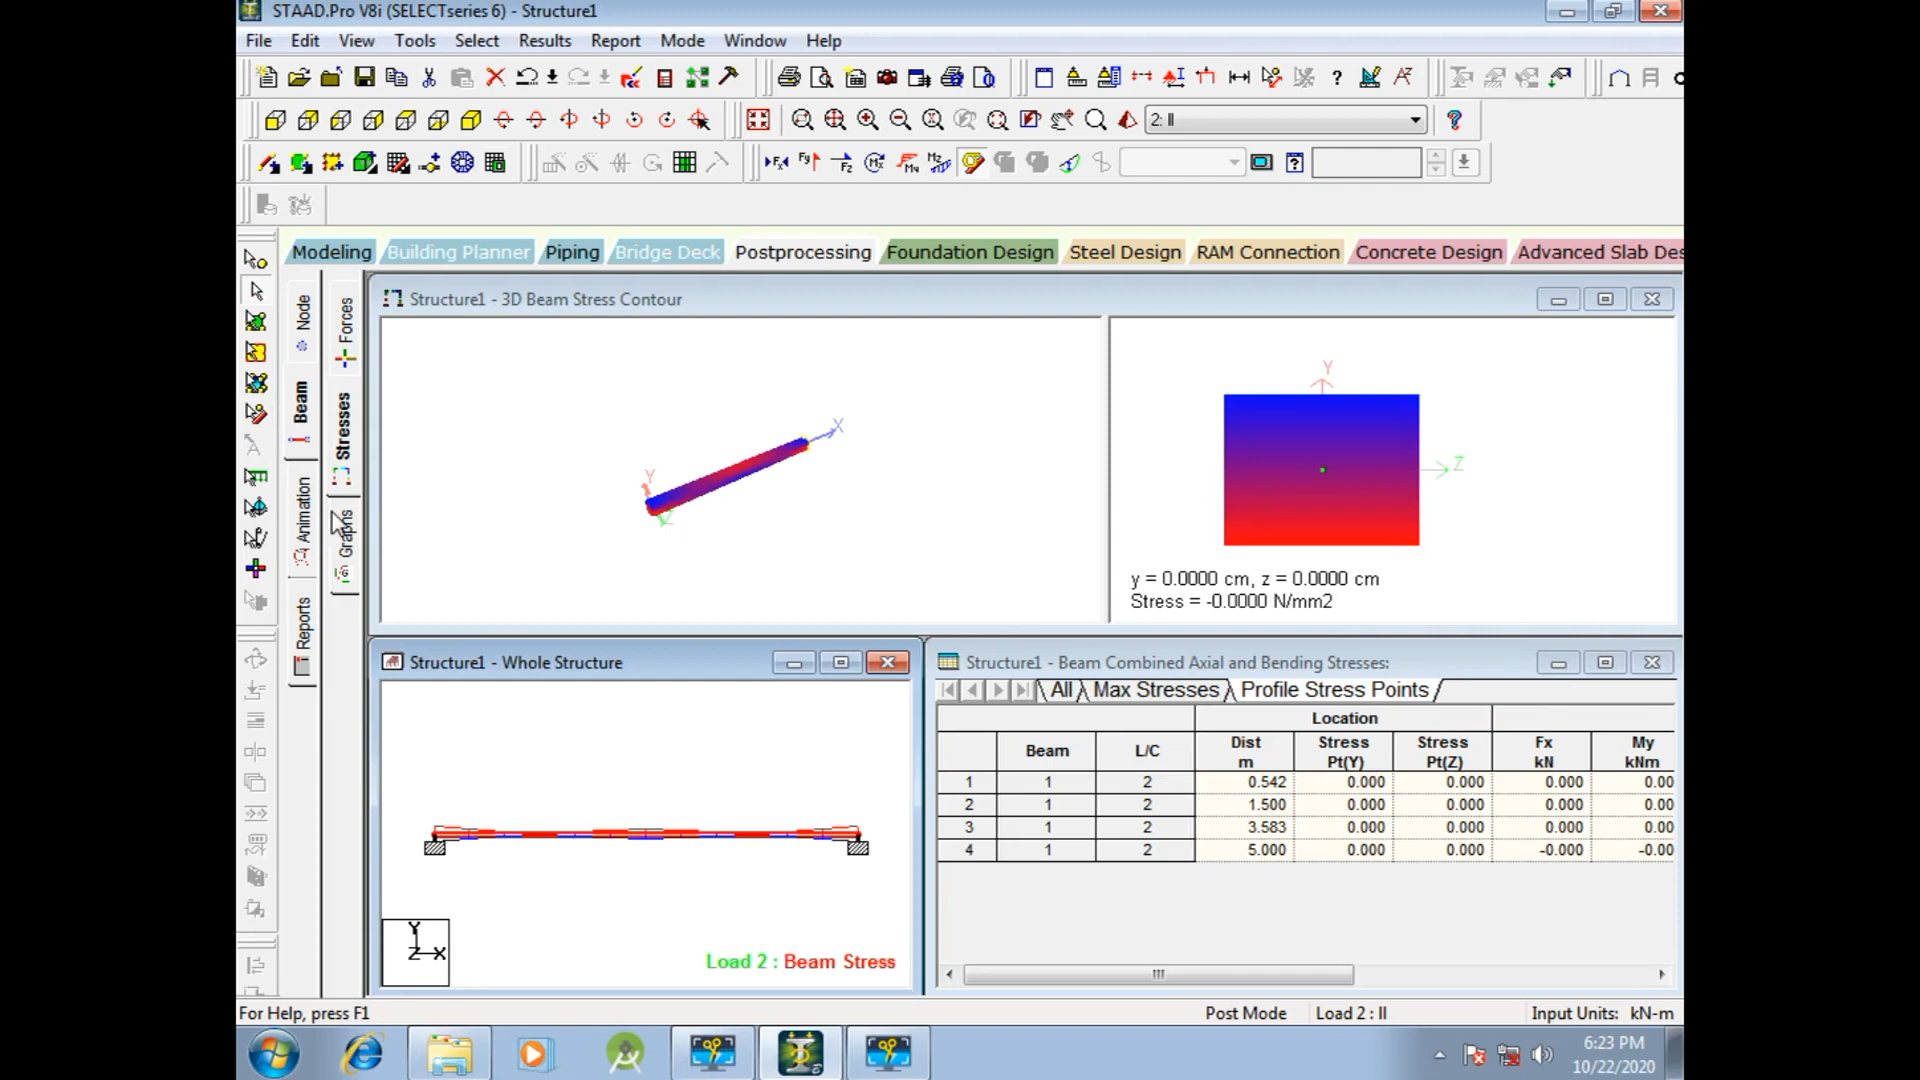 STAAD.Pro V8i (SELECTseries 6) - Structure1
File Edit View Tools Select Results Report Mode Window Help
2: II
Modeling Building Planner Piping Bridge Deck Postprocessing Foundation Design Steel Design RAM Connection Concrete Design Advanced Slab Des
Node
Beam
Animation
Reports
Forces
Stresses
Graphs
Structure1 - 3D Beam Stress Contour
X
Y
Z
Y
Z
y = 0.0000 cm, z = 0.0000 cm
Stress = -0.0000 N/mm2
Structure1 - Whole Structure
Y
Z X
Load 2 : Beam Stress
Structure1 - Beam Combined Axial and Bending Stresses:
All Max Stresses Profile Stress Points
Location
Beam L/C Dist m Stress Pt(Y) Stress Pt(Z) Fx kN My kNm
1 1 2 0.542 0.000 0.000 0.000 0.00
2 1 2 1.500 0.000 0.000 0.000 0.00
3 1 2 3.583 0.000 0.000 0.000 0.00
4 1 2 5.000 0.000 0.000 -0.000 -0.00
For Help, press F1
Post Mode Load 2 : II Input Units: kN-m
6:23 PM
10/22/2020